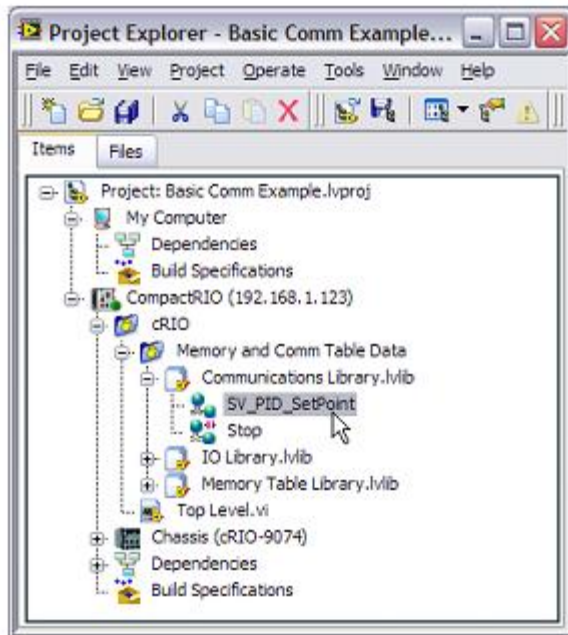 Project Explorer - Basic Comm Example...
File Edit View Project Operate Tools Window Help
Items Files
Project: Basic Comm Example.lvproj
My Computer
Dependencies
Build Specifications
CompactRIO (192.168.1.123)
cRIO
Memory and Comm Table Data
Communications Library.lvlib
SV_PID_SetPoint
Stop
IO Library.lvlib
Memory Table Library.lvlib
Top Level.vi
Chassis (cRIO-9074)
Dependencies
Build Specifications